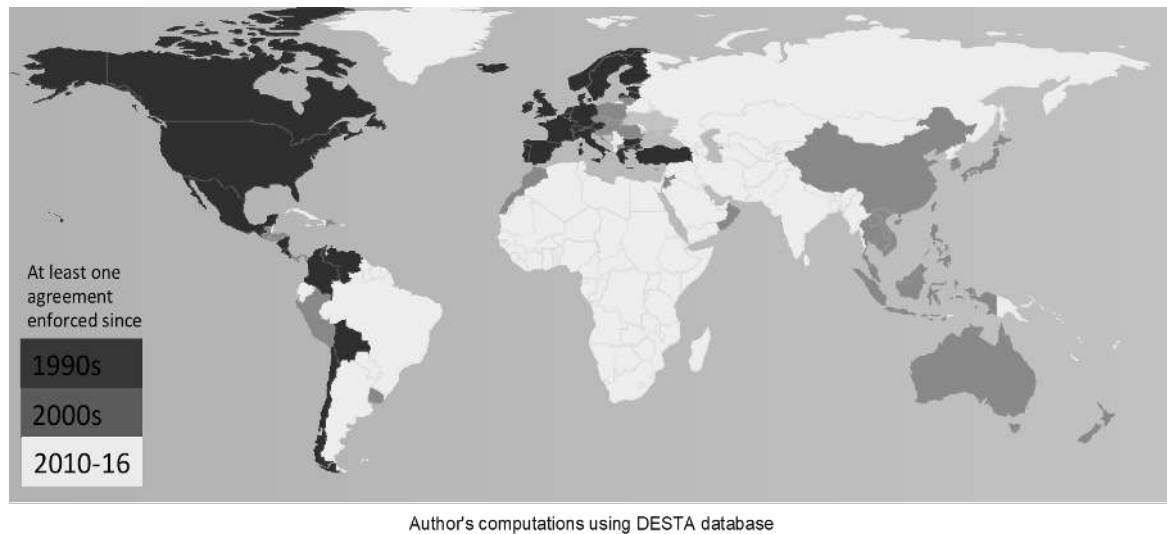 At least one
agreement
enforced since
1990s
2000s
2010-16
Author's computations using DESTA database